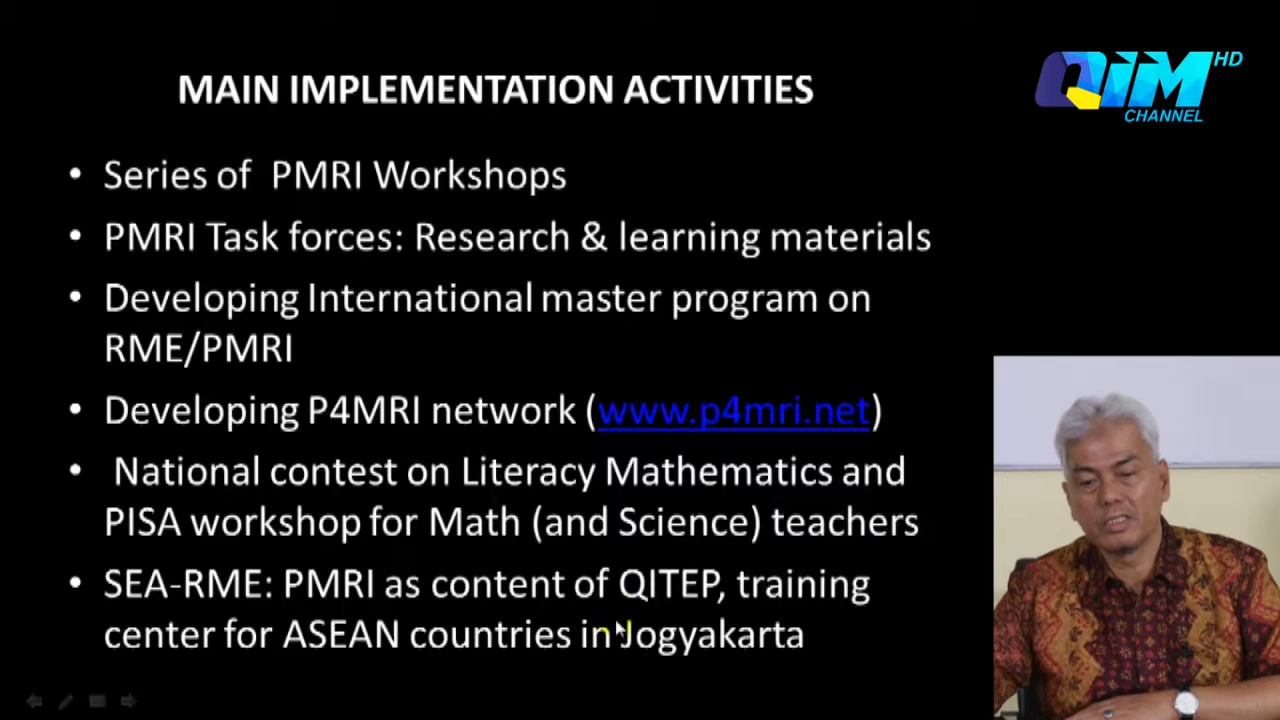 MAIN IMPLEMENTATION ACTIVITIES
QIM HD
CHANNEL
• Series of PMRI Workshops
• PMRI Task forces: Research & learning materials
• Developing International master program on
RME/PMRI
• Developing P4MRI network (www.p4mri.net)
• National contest on Literacy Mathematics and
PISA workshop for Math (and Science) teachers
• SEA-RME: PMRI as content of QITEP, training
center for ASEAN countries in Jogyakarta